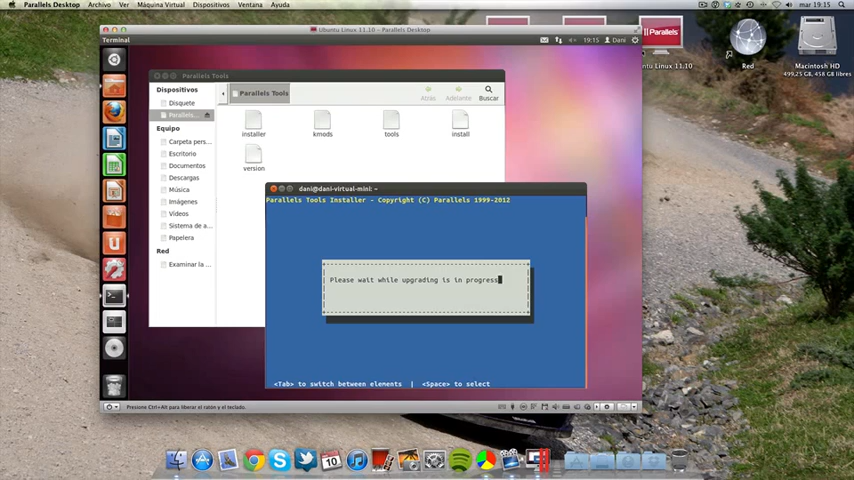 Parallels Desktop Archivo Ver Máquina Virtual Dispositivos Ventana Ayuda
mar 19:15
Ubuntu Linux 11.10 – Parallels Desktop
Terminal
19:15 Dani
Parallels
Ubuntu Linux 11.10
Red
Macintosh HD
499.25 GB, 458 GB libres
Parallels Tools
Dispositivos
Disquete
Parallels...
Equipo
Carpeta pers...
Escritorio
Documentos
Descargas
Música
Imágenes
Vídeos
Sistema de a...
Papelera
Red
Examinar la ...
Parallels Tools
Atrás
Adelante
Buscar
installer
kmods
tools
install
version
dani@dani-virtual-mini: ~
Parallels Tools Installer - Copyright (C) Parallels 1999-2012
Please wait while upgrading is in progress
<Tab> to switch between elements | <Space> to select
Presione Ctrl+Alt para liberar el ratón y el teclado.
10